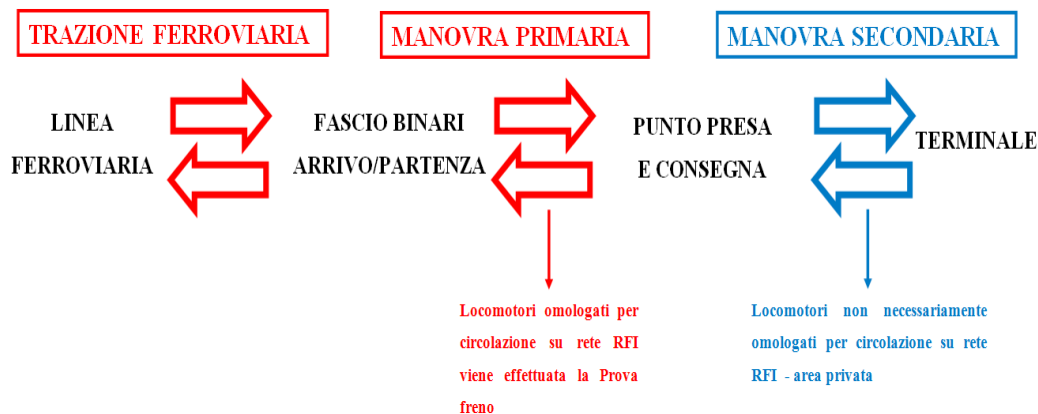 TRAZIONE FERROVIARIA
MANOVRA PRIMARIA
MANOVRA SECONDARIA
LINEA
FERROVIARIA
FASCIO BINARI
ARRIVO/PARTENZA
PUNTO PRESA
E CONSEGNA
TERMINALE
Locomotori omologati per
circolazione su rete RFI
viene effettuata la Prova
freno
Locomotori non necessariamente
omologati per circolazione su rete
RFI - area privata